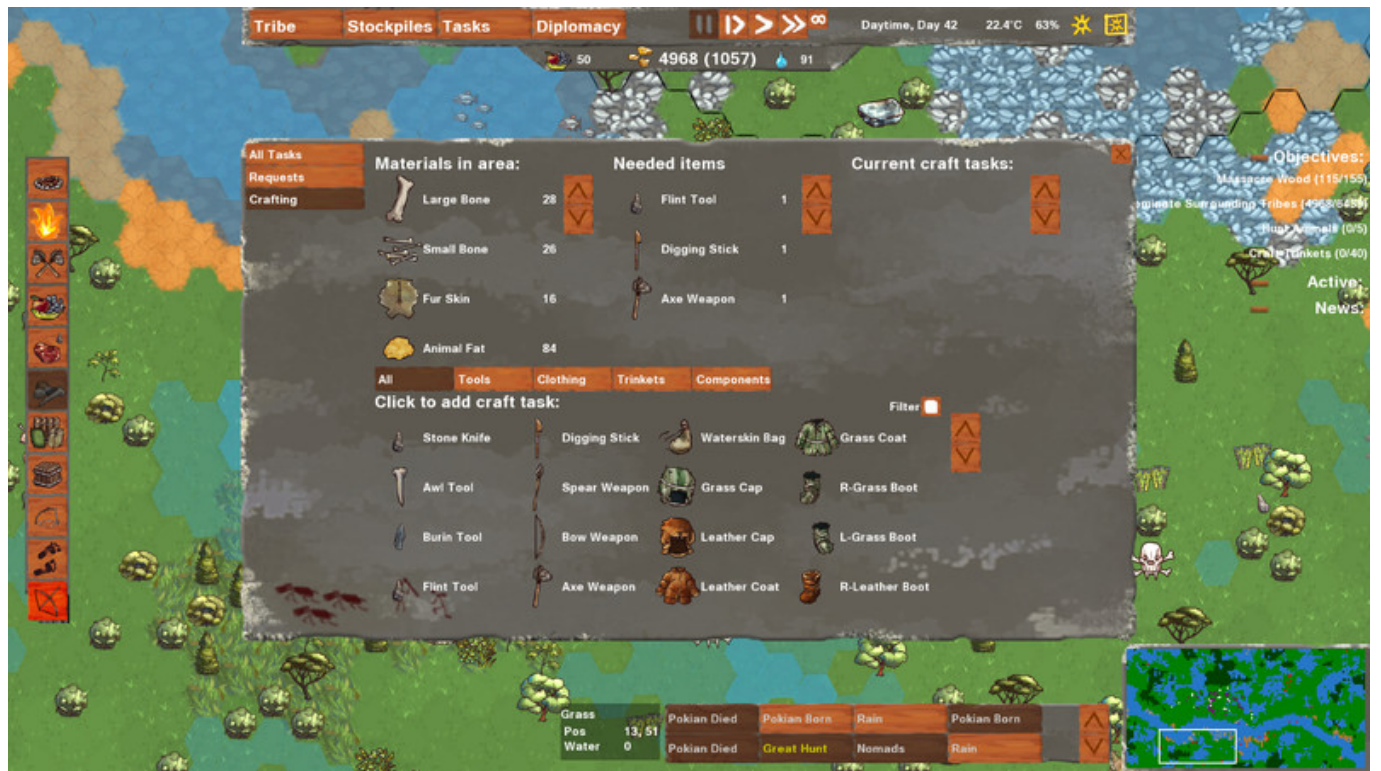 Tribe Stockpiles Tasks Diplomacy Daytime, Day 42 22.4°C 63%
50 4968 (1057) 91
All Tasks
Requests
Crafting
Materials in area: Needed items Current craft tasks:
Large Bone 28 Flint Tool 1
Small Bone 26 Digging Stick 1
Fur Skin 16 Axe Weapon 1
Animal Fat 84
Objectives:
Massacre Wood (115/155)
Surrounding Tribes
Hunt Animals (0/5)
Craft Trinkets (0/40)
Active:
News:
All Tools Clothing Trinkets Components
Click to add craft task: Filter
Stone Knife Digging Stick Waterskin Bag Grass Coat
Awl Tool Spear Weapon Grass Cap R-Grass Boot
Burin Tool Bow Weapon Leather Cap L-Grass Boot
Flint Tool Axe Weapon Leather Coat R-Leather Boot
Grass
Pos 13, 51
Water 0
Pokian Died Pokian Born Rain Pokian Born
Pokian Died Great Hunt Nomads Rain